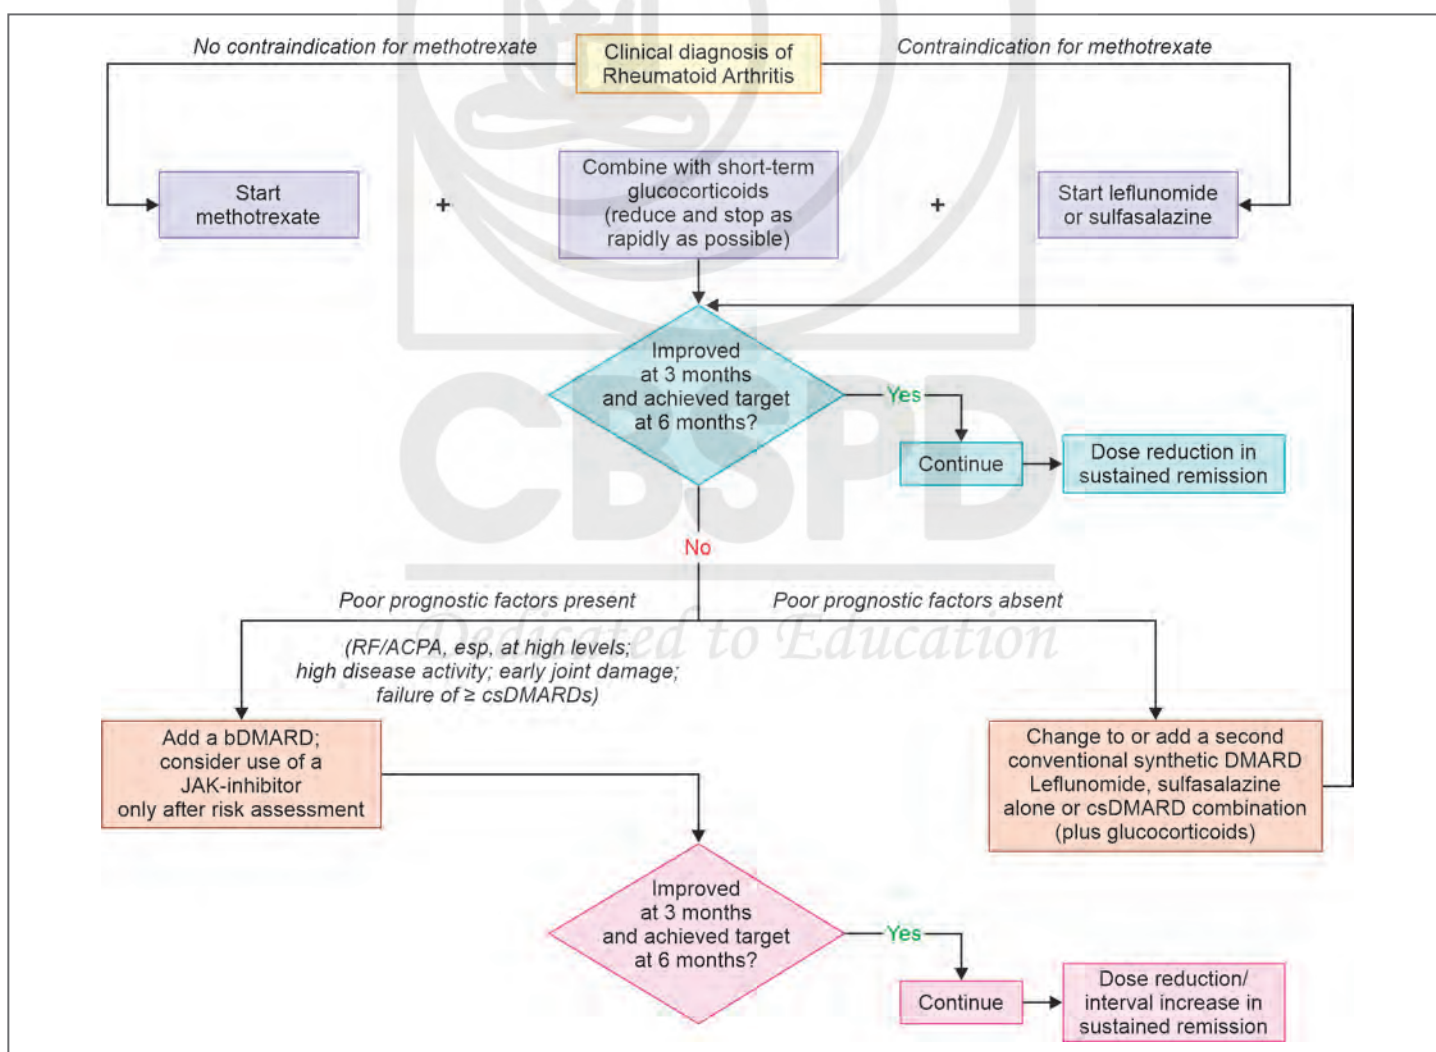 No contraindication for methotrexate
Clinical diagnosis of
Rheumatoid Arthritis
Contraindication for methotrexate
Start
methotrexate
+
Combine with short-term
glucocorticoids
(reduce and stop as
rapidly as possible)
+
Start leflunomide
or sulfasalazine
Improved
at 3 months
and achieved target
at 6 months?
Yes
Continue
Dose reduction in
sustained remission
CBSPD
No
Poor prognostic factors present
Poor prognostic factors absent
Dedicated to Education
(RF/ACPA, esp, at high levels;
high disease activity; early joint damage;
failure of ≥ csDMARDs)
Add a bDMARD;
consider use of a
JAK-inhibitor
only after risk assessment
Change to or add a second
conventional synthetic DMARD
Leflunomide, sulfasalazine
alone or csDMARD combination
(plus glucocorticoids)
Improved
at 3 months
and achieved target
at 6 months?
Yes
Continue
Dose reduction/
interval increase in
sustained remission